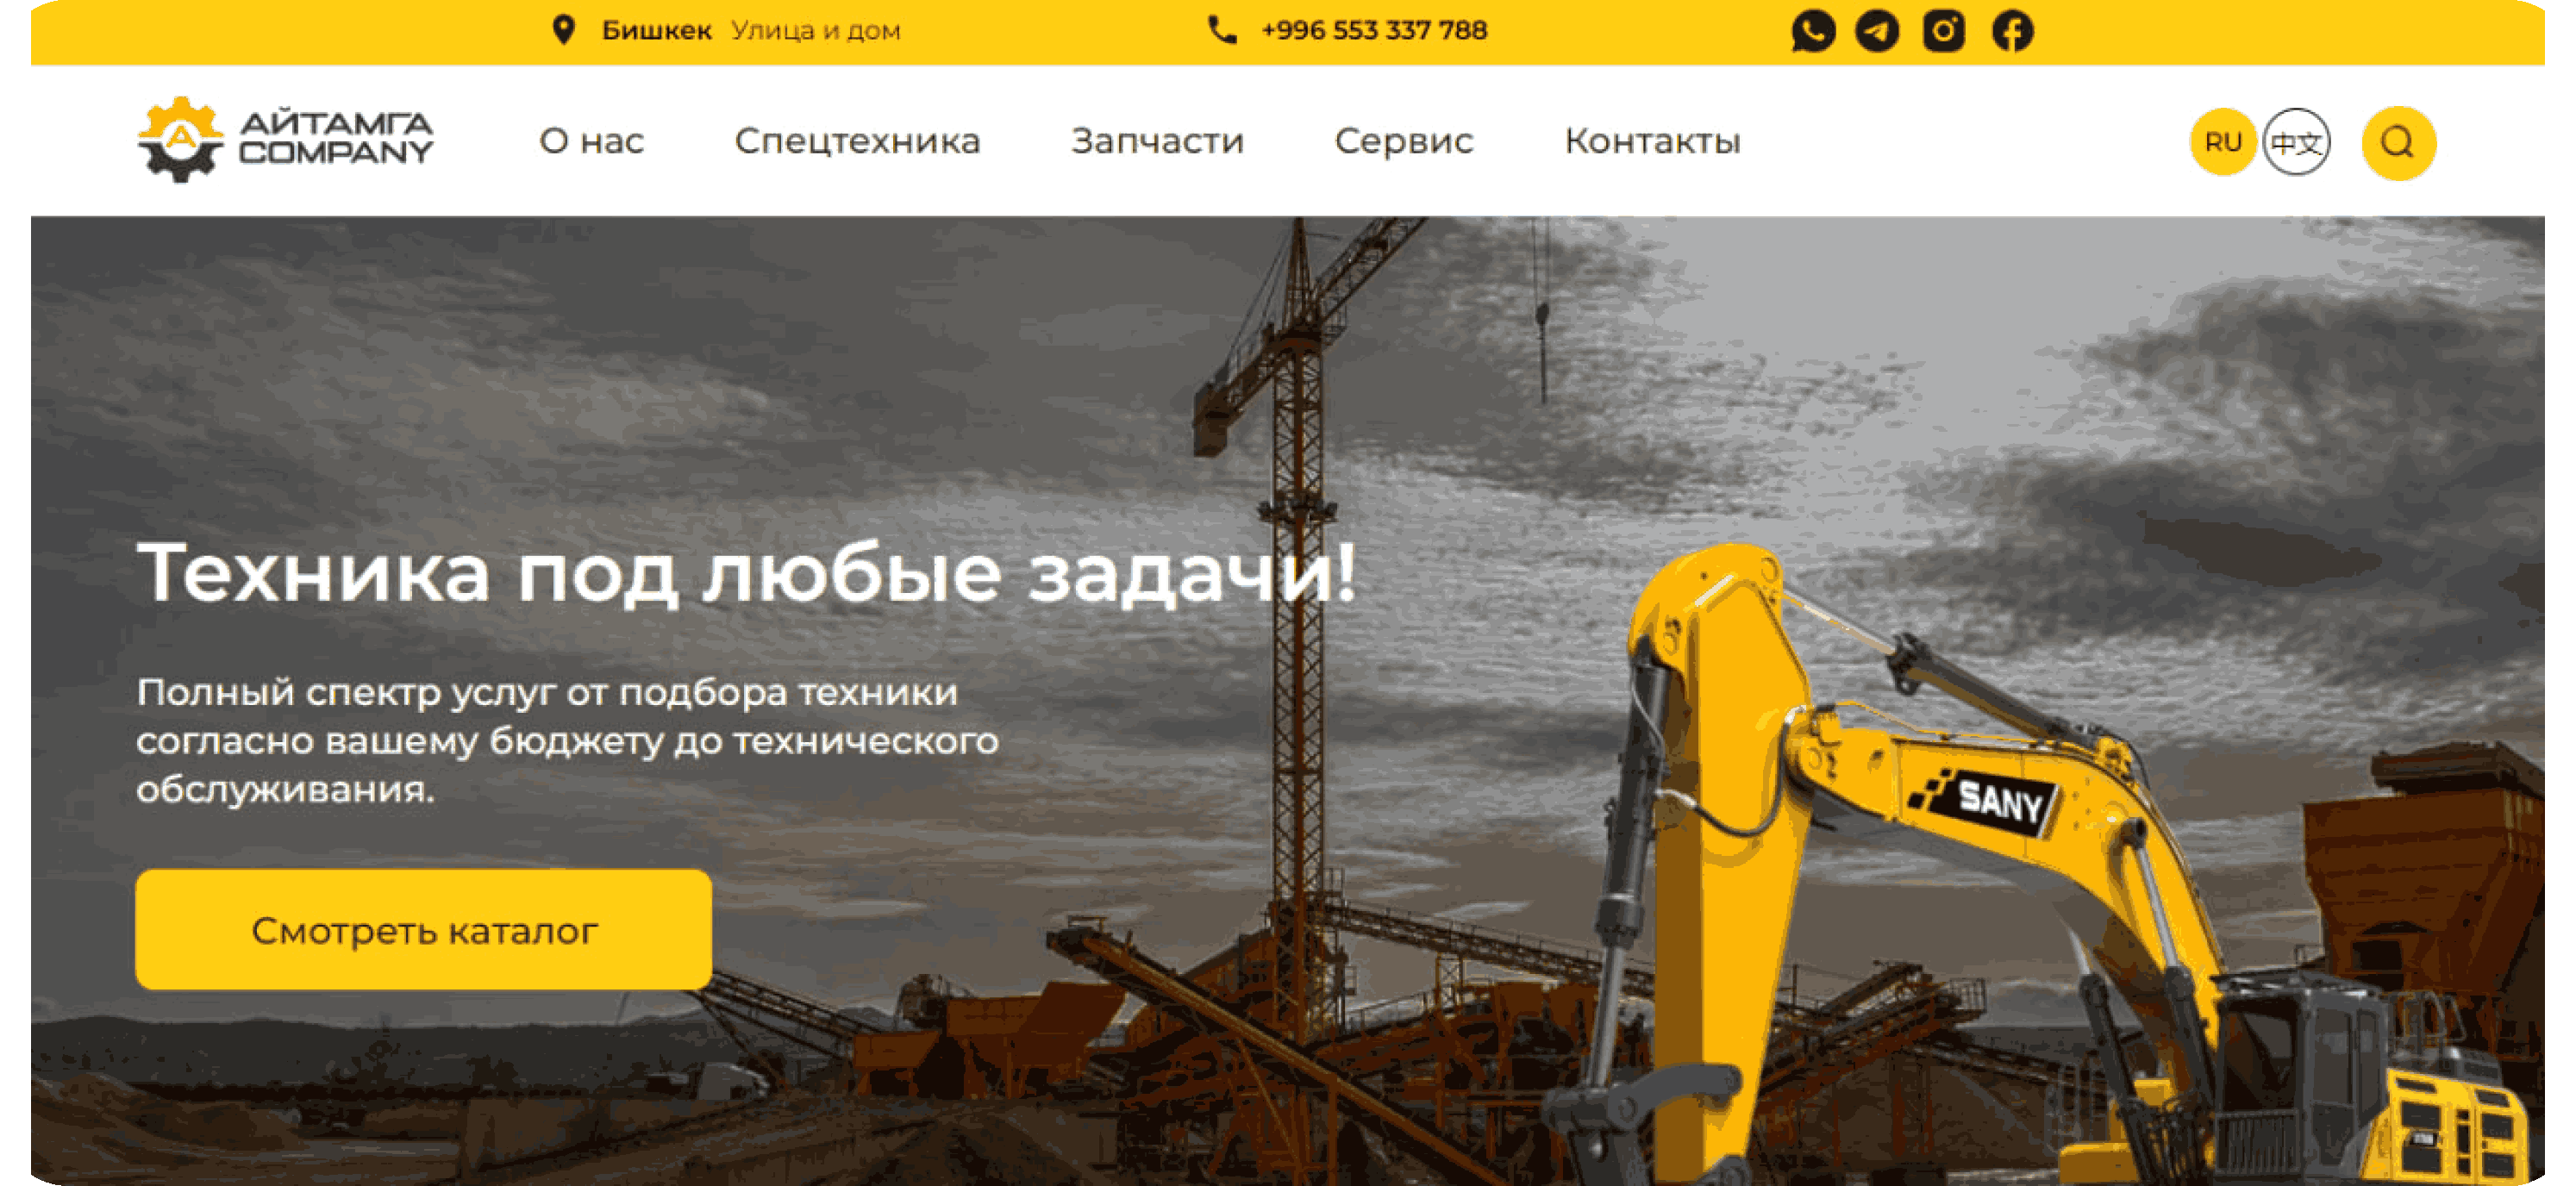 Бишкек Улица и дом
+996 553 337 788
АЙТАМГА
COMPANY
О нас
Спецтехника
Запчасти
Сервис
Контакты
RU
中文
Техника под любые задачи!
Полный спектр услуг от подбора техники
согласно вашему бюджету до технического
обслуживания.
SANY
Смотреть каталог